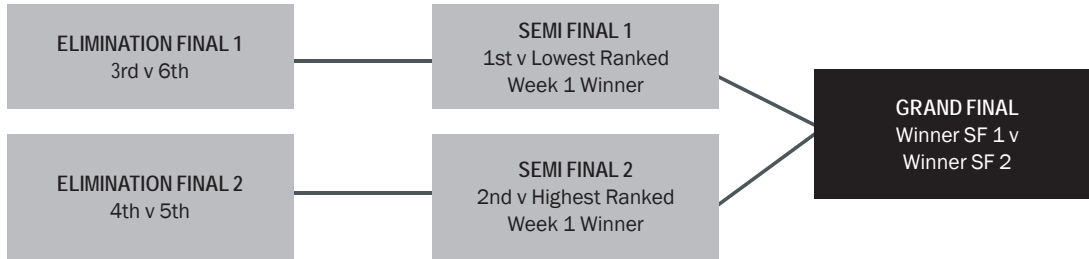 ELIMINATION FINAL 1
3rd v 6th
SEMI FINAL 1
1st v Lowest Ranked
Week 1 Winner
ELIMINATION FINAL 2
4th v 5th
SEMI FINAL 2
2nd v Highest Ranked
Week 1 Winner
GRAND FINAL
Winner SF 1 v
Winner SF 2